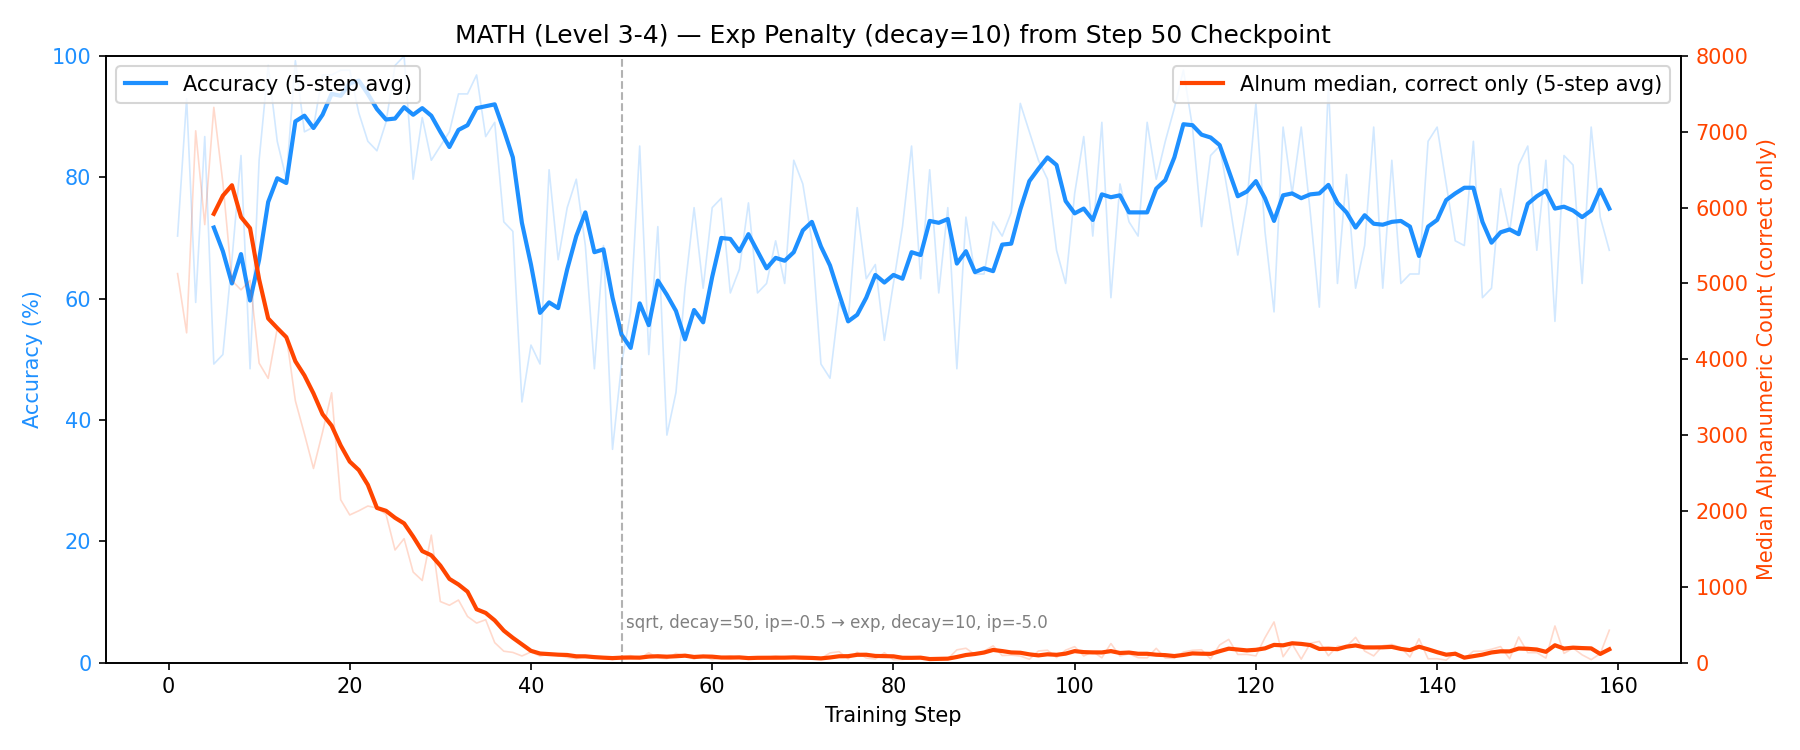 MATH (Level 3-4) — Exp Penalty (decay=10) from Step 50 Checkpoint
Accuracy (5-step avg)
Alnum median, correct only (5-step avg)
100
80
60
40
20
0
Accuracy (%)
8000
7000
6000
5000
4000
3000
2000
1000
0
Median Alphanumeric Count (correct only)
sqrt, decay=50, ip=-0.5 → exp, decay=10, ip=-5.0
0 20 40 60 80 100 120 140 160
Training Step